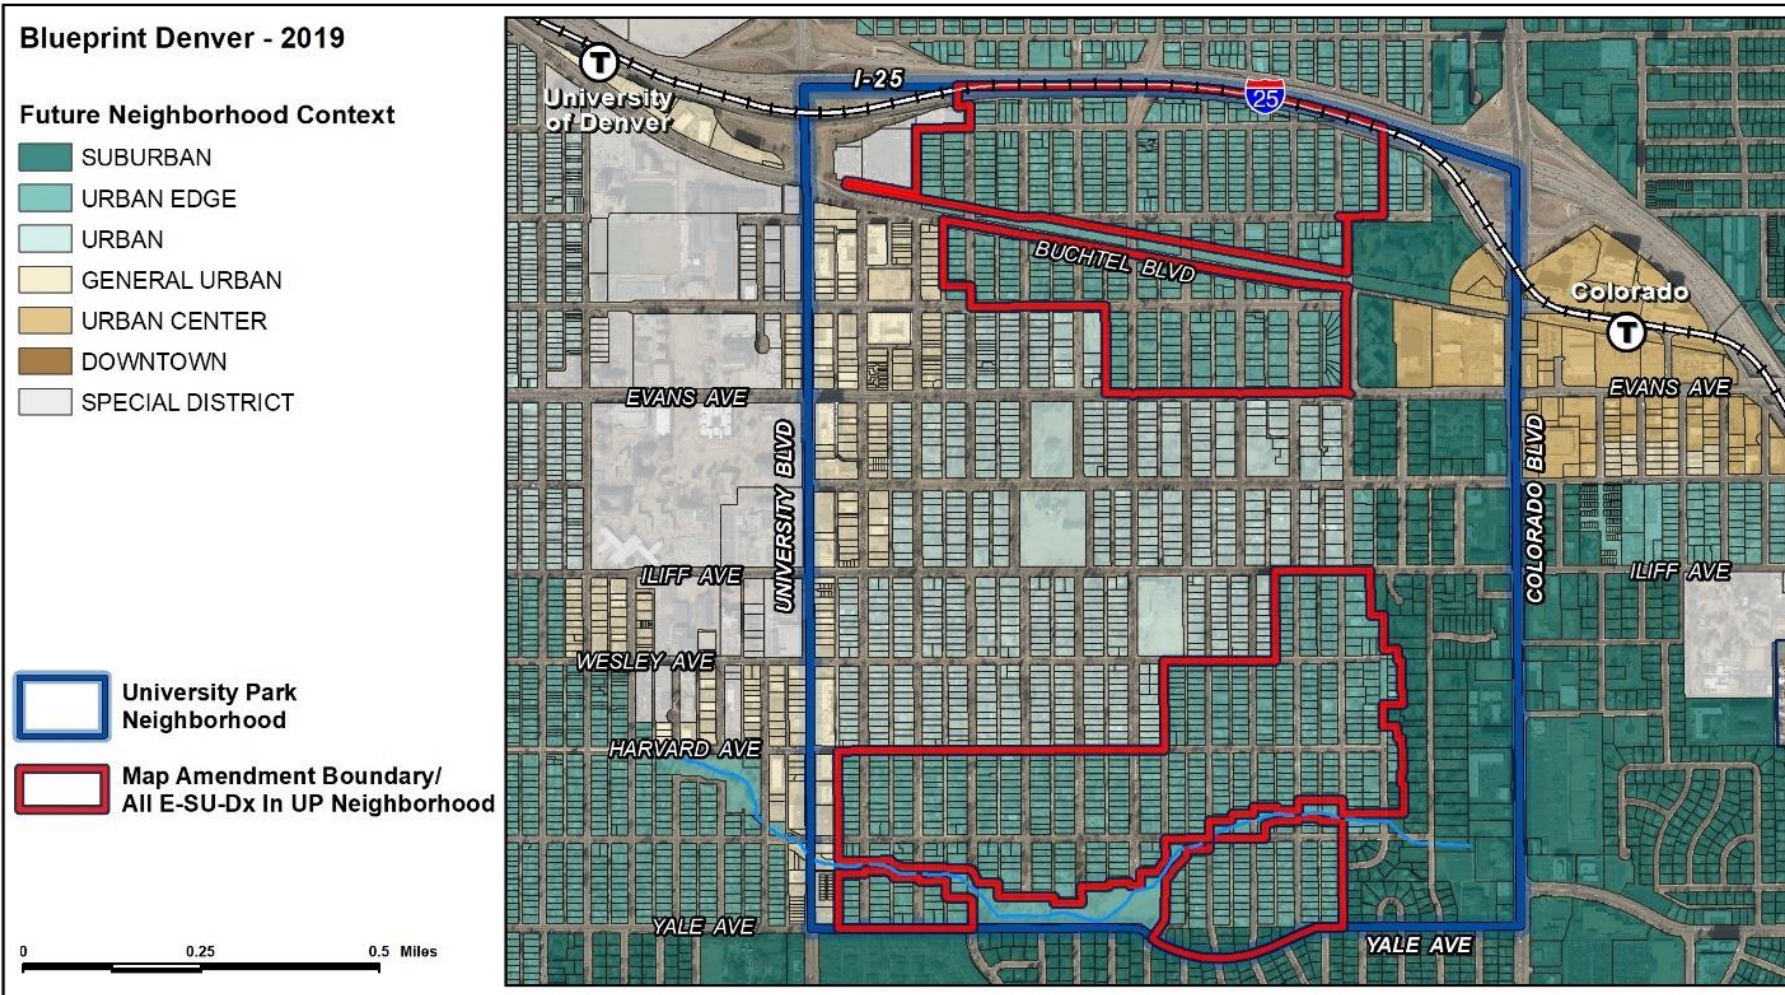 Blueprint Denver - 2019
Future Neighborhood Context
SUBURBAN
URBAN EDGE
URBAN
GENERAL URBAN
URBAN CENTER
DOWNTOWN
SPECIAL DISTRICT
University Park
Neighborhood
Map Amendment Boundary/
All E-SU-Dx In UP Neighborhood
0 0.25 0.5 Miles
T
University
of Denver
I-25
25
BUCHTEL BLVD
Colorado
T
EVANS AVE
EVANS AVE
UNIVERSITY BLVD
COLORADO BLVD
ILIFF AVE
ILIFF AVE
WESLEY AVE
HARVARD AVE
YALE AVE
YALE AVE